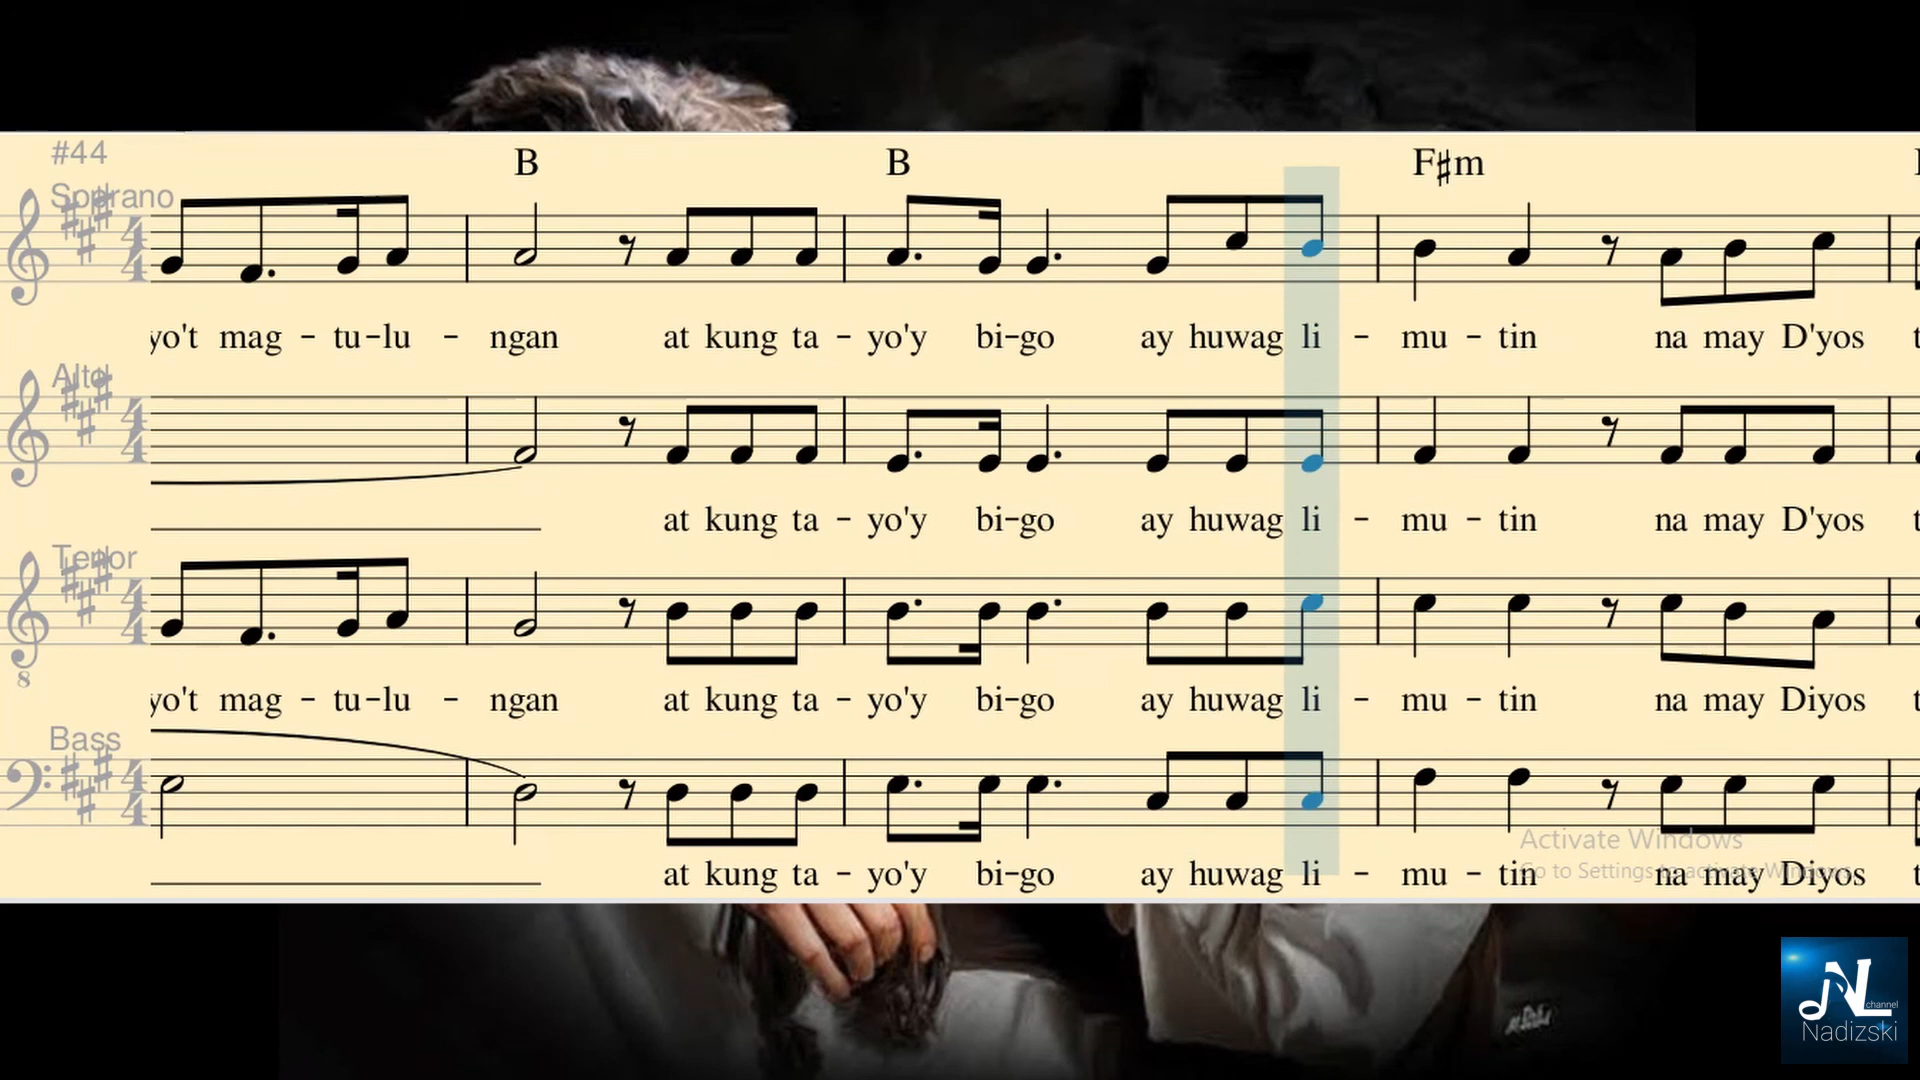 #44 B B F♯m
Soprano
yo't mag - tu-lu - ngan at kung ta - yo'y bi-go ay huwag li - mu - tin na may D'yos
Alto
at kung ta - yo'y bi-go ay huwag li - mu - tin na may D'yos
Tenor
8
yo't mag - tu-lu - ngan at kung ta - yo'y bi-go ay huwag li - mu - tin na may Diyos
Bass
Activate Windows
Go to Settings to activate Windows.
at kung ta - yo'y bi-go ay huwag li - mu - tin na may Diyos
NL
channel
Nadizski